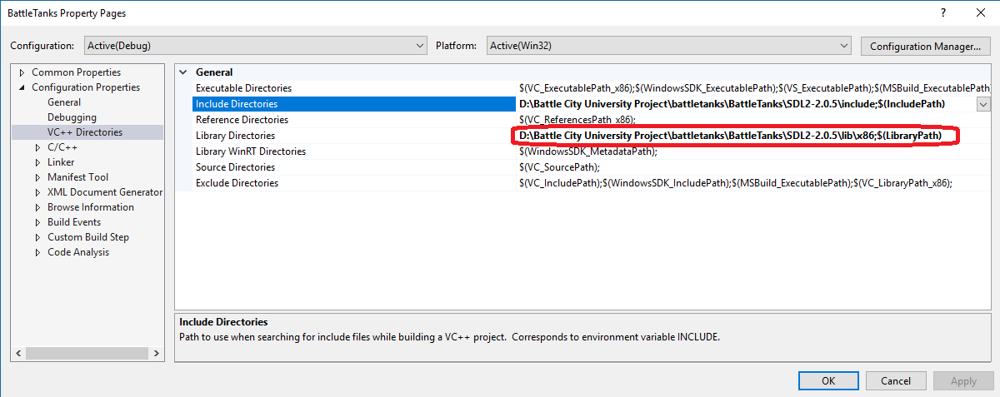 BattleTanks Property Pages
?
Configuration: Active(Debug) Platform: Active(Win32) Configuration Manager...
Common Properties
Configuration Properties
General
Debugging
VC++ Directories
C/C++
Linker
Manifest Tool
XML Document Generator
Browse Information
Build Events
Custom Build Step
Code Analysis
General
Executable Directories $(VC_ExecutablePath_x86);$(WindowsSDK_ExecutablePath);$(VS_ExecutablePath);$(MSBuild_ExecutablePath)
Include Directories D:\Battle City University Project\battletanks\BattleTanks\SDL2-2.0.5\include;$(IncludePath)
Reference Directories $(VC_ReferencesPath_x86);
Library Directories D:\Battle City University Project\battletanks\BattleTanks\SDL2-2.0.5\lib\x86;$(LibraryPath)
Library WinRT Directories $(WindowsSDK_MetadataPath);
Source Directories $(VC_SourcePath);
Exclude Directories $(VC_IncludePath);$(WindowsSDK_IncludePath);$(MSBuild_ExecutablePath);$(VC_LibraryPath_x86);
Include Directories
Path to use when searching for include files while building a VC++ project.  Corresponds to environment variable INCLUDE.
OK Cancel Apply